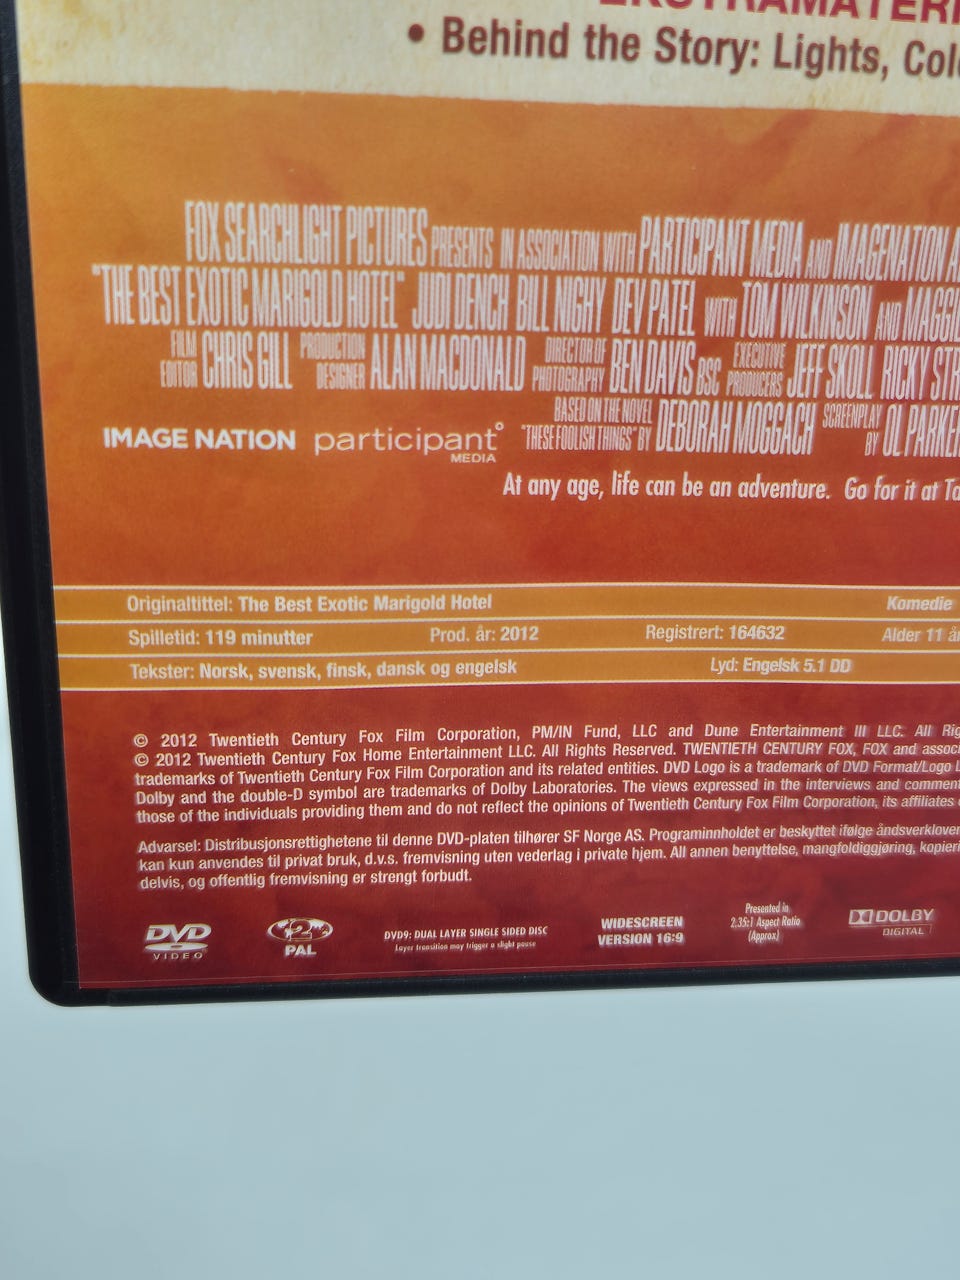 EKSTRAMATERI
• Behind the Story: Lights, Col
FOX SEARCHLIGHT PICTURES PRESENTS IN ASSOCIATION WITH PARTICIPANT MEDIA AND IMAGENATION A
"THE BEST EXOTIC MARIGOLD HOTEL" JUDI DENCH BILL NIGHY DEV PATEL WITH TOM WILKINSON AND MAGGI
FILM EDITOR CHRIS GILL PRODUCTION DESIGNER ALAN MACDONALD DIRECTOR OF PHOTOGRAPHY BEN DAVIS BSC EXECUTIVE PRODUCERS JEFF SKOLL RICKY STR
BASED ON THE NOVEL "THESE FOOLISH THINGS" BY DEBORAH MOGGACH SCREENPLAY BY OL PARKER
IMAGE NATION participant MEDIA
At any age, life can be an adventure. Go for it at Ta
Originaltittel: The Best Exotic Marigold Hotel Komedie
Spilletid: 119 minutter Prod. år: 2012 Registrert: 164632 Alder 11 år
Tekster: Norsk, svensk, finsk, dansk og engelsk Lyd: Engelsk 5.1 DD
© 2012 Twentieth Century Fox Film Corporation, PM/IN Fund, LLC and Dune Entertainment III LLC. All Rig
© 2012 Twentieth Century Fox Home Entertainment LLC. All Rights Reserved. TWENTIETH CENTURY FOX, FOX and assoc
trademarks of Twentieth Century Fox Film Corporation and its related entities. DVD Logo is a trademark of DVD Format/Logo L
Dolby and the double-D symbol are trademarks of Dolby Laboratories. The views expressed in the interviews and comment
those of the individuals providing them and do not reflect the opinions of Twentieth Century Fox Film Corporation, its affiliates
Advarsel: Distribusjonsrettighetene til denne DVD-platen tilhører SF Norge AS. Programinnholdet er beskyttet ifølge åndsverklover
kan kun anvendes til privat bruk, d.v.s. fremvisning uten vederlag i private hjem. All annen benyttelse, mangfoldiggjøring, kopieri
delvis, og offentlig fremvisning er strengt forbudt.
DVD VIDEO
2 PAL
DVD9: DUAL LAYER SINGLE SIDED DISC
Layer transition may trigger a slight pause
WIDESCREEN
VERSION 16:9
Presented in
2.35:1 Aspect Ratio
(Approx)
DOLBY
DIGITAL